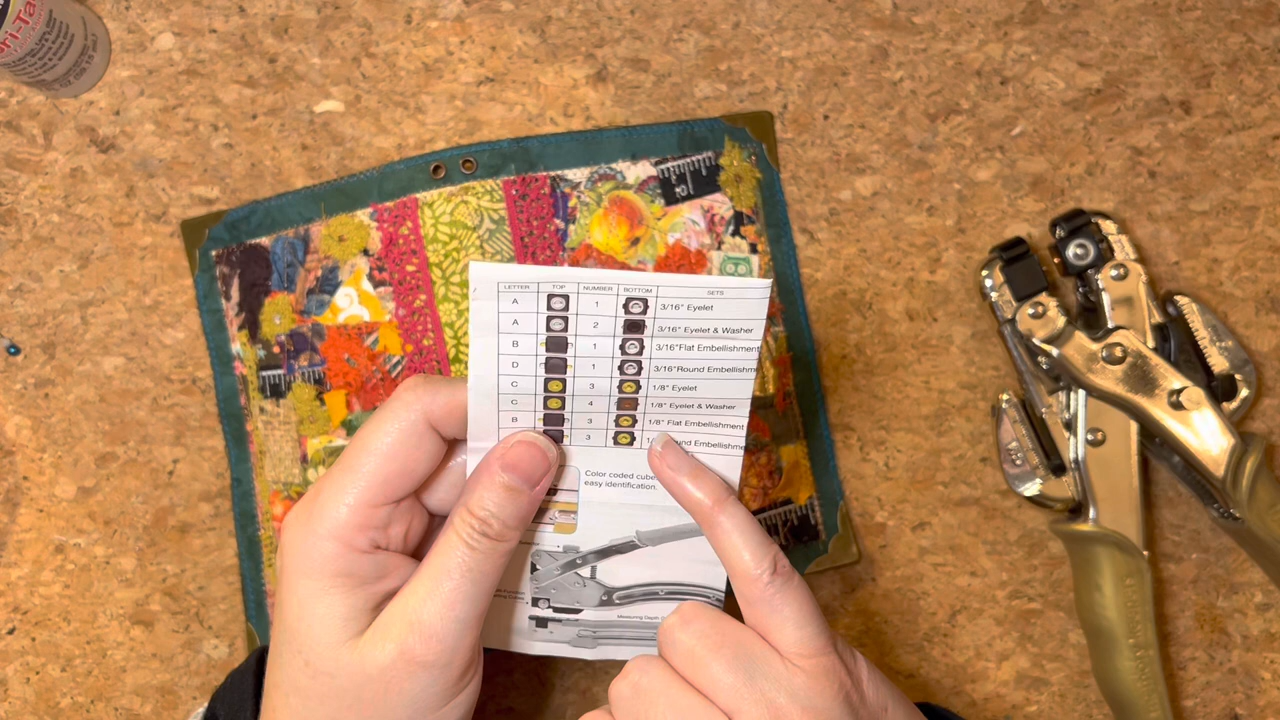 LETTER TOP NUMBER BOTTOM SETS
A 1 3/16" Eyelet
A 2 3/16" Eyelet & Washer
B 1 3/16"Flat Embellishment
D 1 3/16"Round Embellishm
C 3 1/8" Eyelet
C 4 1/8" Eyelet & Washer
B 3 1/8" Flat Embellishment
3 Embellishme
Color coded cube
easy identification.
Measuring Depth